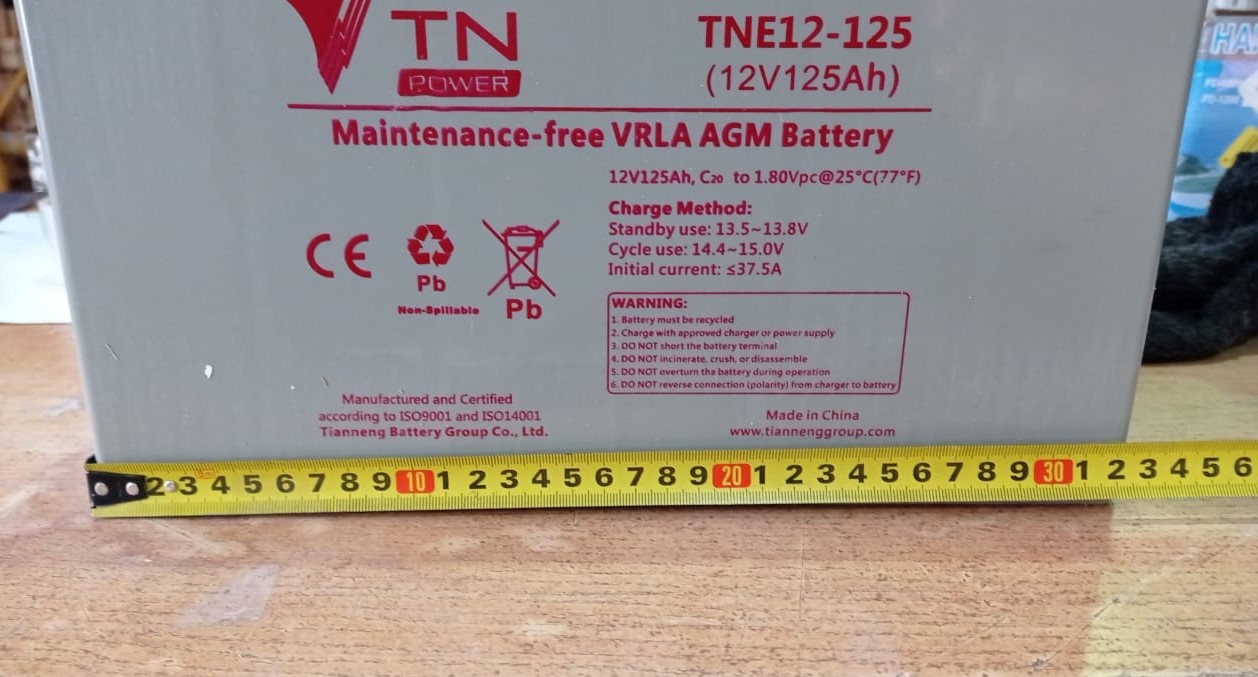 TN
POWER
TNE12-125
(12V125Ah)
Maintenance-free VRLA AGM Battery
12V125Ah, C20 to 1.80Vpc@25°C(77°F)
Charge Method:
Standby use: 13.5~13.8V
Cycle use: 14.4~15.0V
Initial current: ≤37.5A
CE
Pb
Non-Spillable
Pb
WARNING:
1. Battery must be recycled
2. Charge with approved charger or power supply
3. DO NOT short the battery terminal
4. DO NOT incinerate, crush, or disassemble
5. DO NOT overturn the battery during operation
6. DO NOT reverse connection (polarity) from charger to battery
Manufactured and Certified
according to ISO9001 and ISO14001
Tianneng Battery Group Co., Ltd.
Made in China
www.tiannenggroup.com
2 3 4 5 6 7 8 9 10 1 2 3 4 5 6 7 8 9 20 1 2 3 4 5 6 7 8 9 30 1 2 3 4 5 6